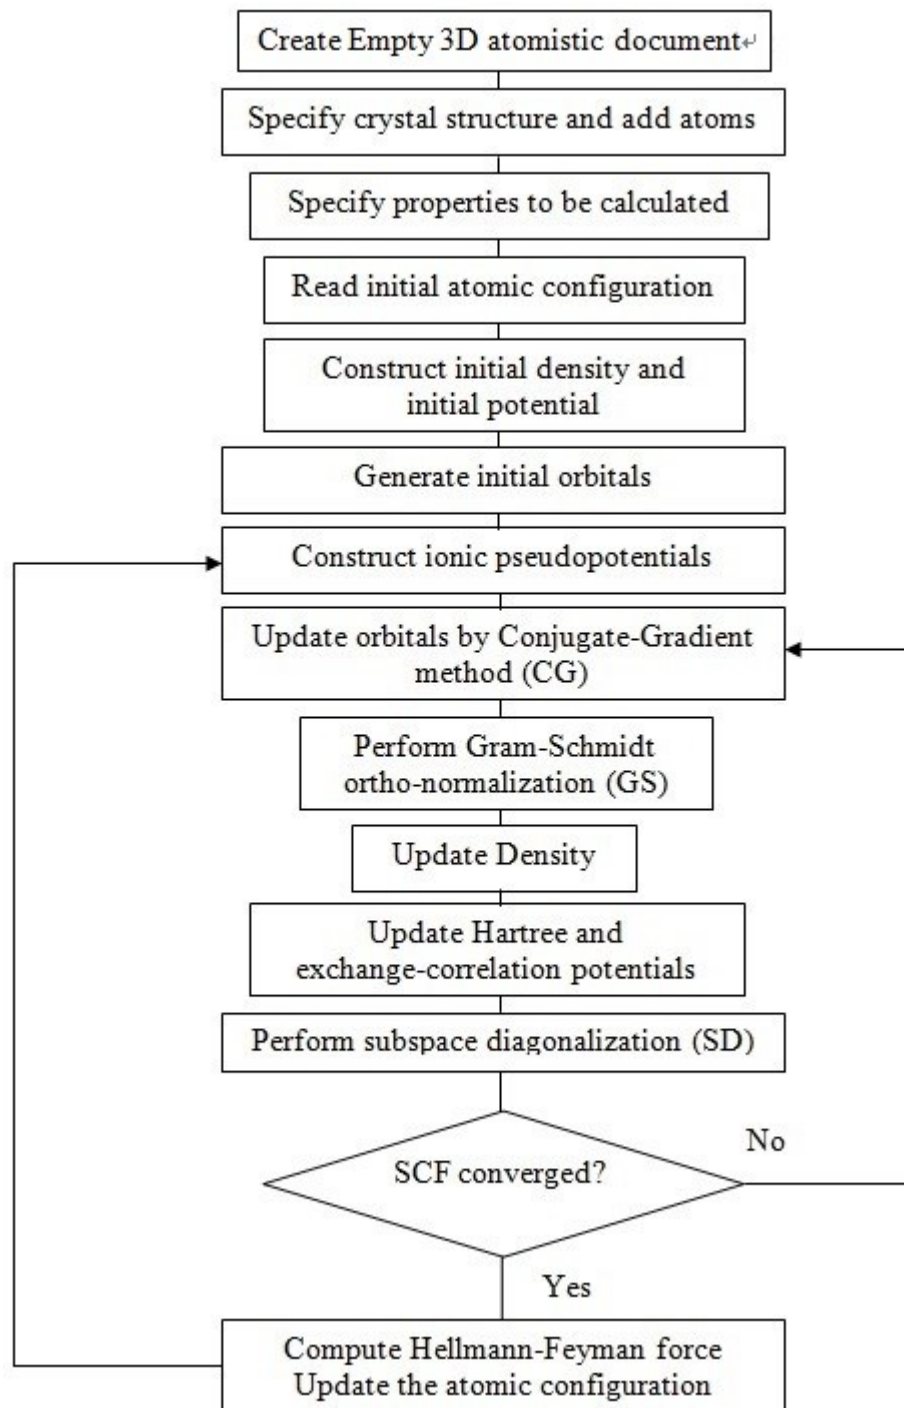 Create Empty 3D atomistic document↵
Specify crystal structure and add atoms
Specify properties to be calculated
Read initial atomic configuration
Construct initial density and
initial potential
Generate initial orbitals
Construct ionic pseudopotentials
Update orbitals by Conjugate-Gradient
method (CG)
Perform Gram-Schmidt
ortho-normalization (GS)
Update Density
Update Hartree and
exchange-correlation potentials
Perform subspace diagonalization (SD)
SCF converged?
No
Yes
Compute Hellmann-Feyman force
Update the atomic configuration